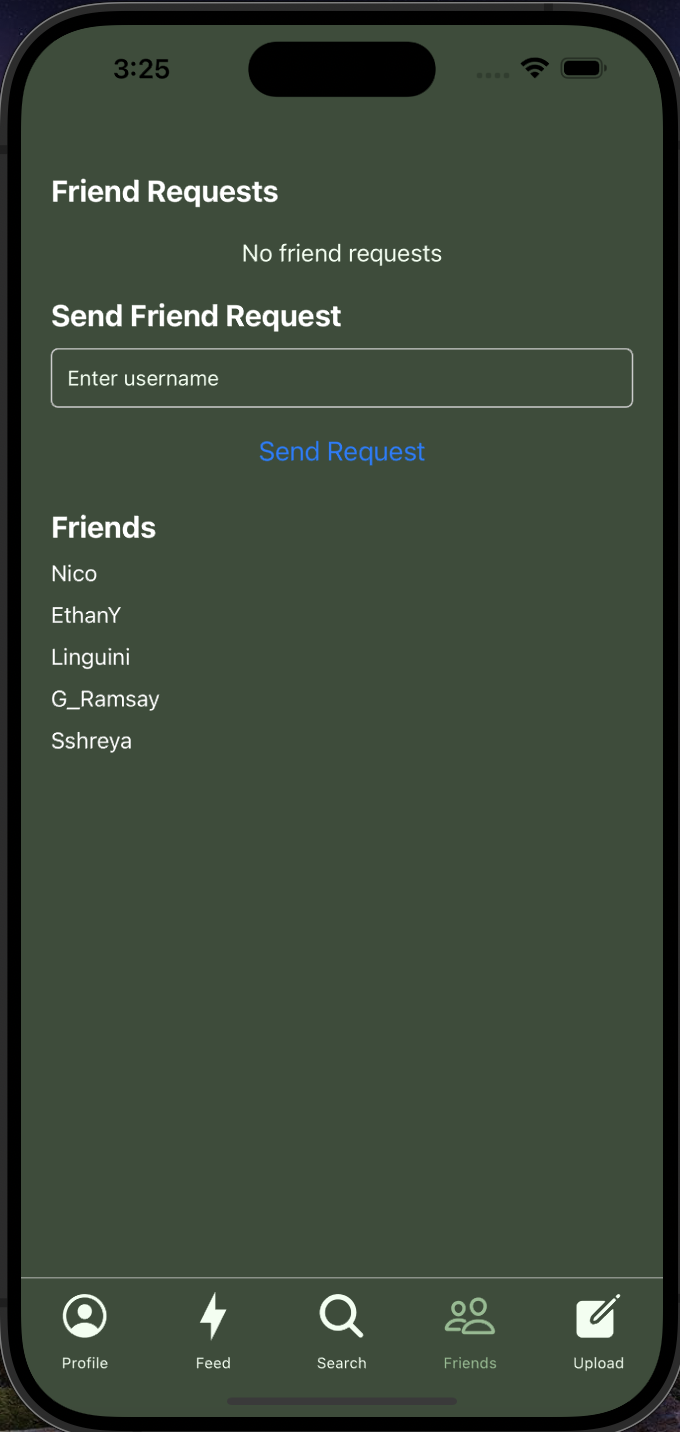 3:25
Friend Requests
No friend requests
Send Friend Request
Enter username
Send Request
Friends
Nico
EthanY
Linguini
G_Ramsay
Sshreya
Profile Feed Search Friends Upload